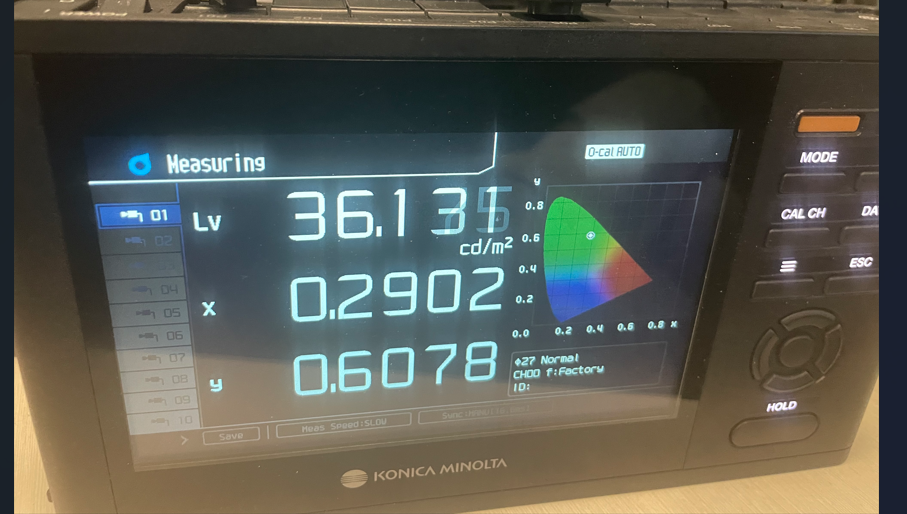 Measuring
0-cal AUTO
01
02
04
05
06
07
08
09
10
Lv 36.131
cd/m²
x 0.2902
y 0.6078
y
0.8
0.6
0.4
0.2
0.0 0.2 0.4 0.6 0.8 x
+27 Normal
CH00 f:Factory
ID:
> Save
Meas Speed:SLOW
KONICA MINOLTA
MODE
CAL CH
DA
ESC
HOLD